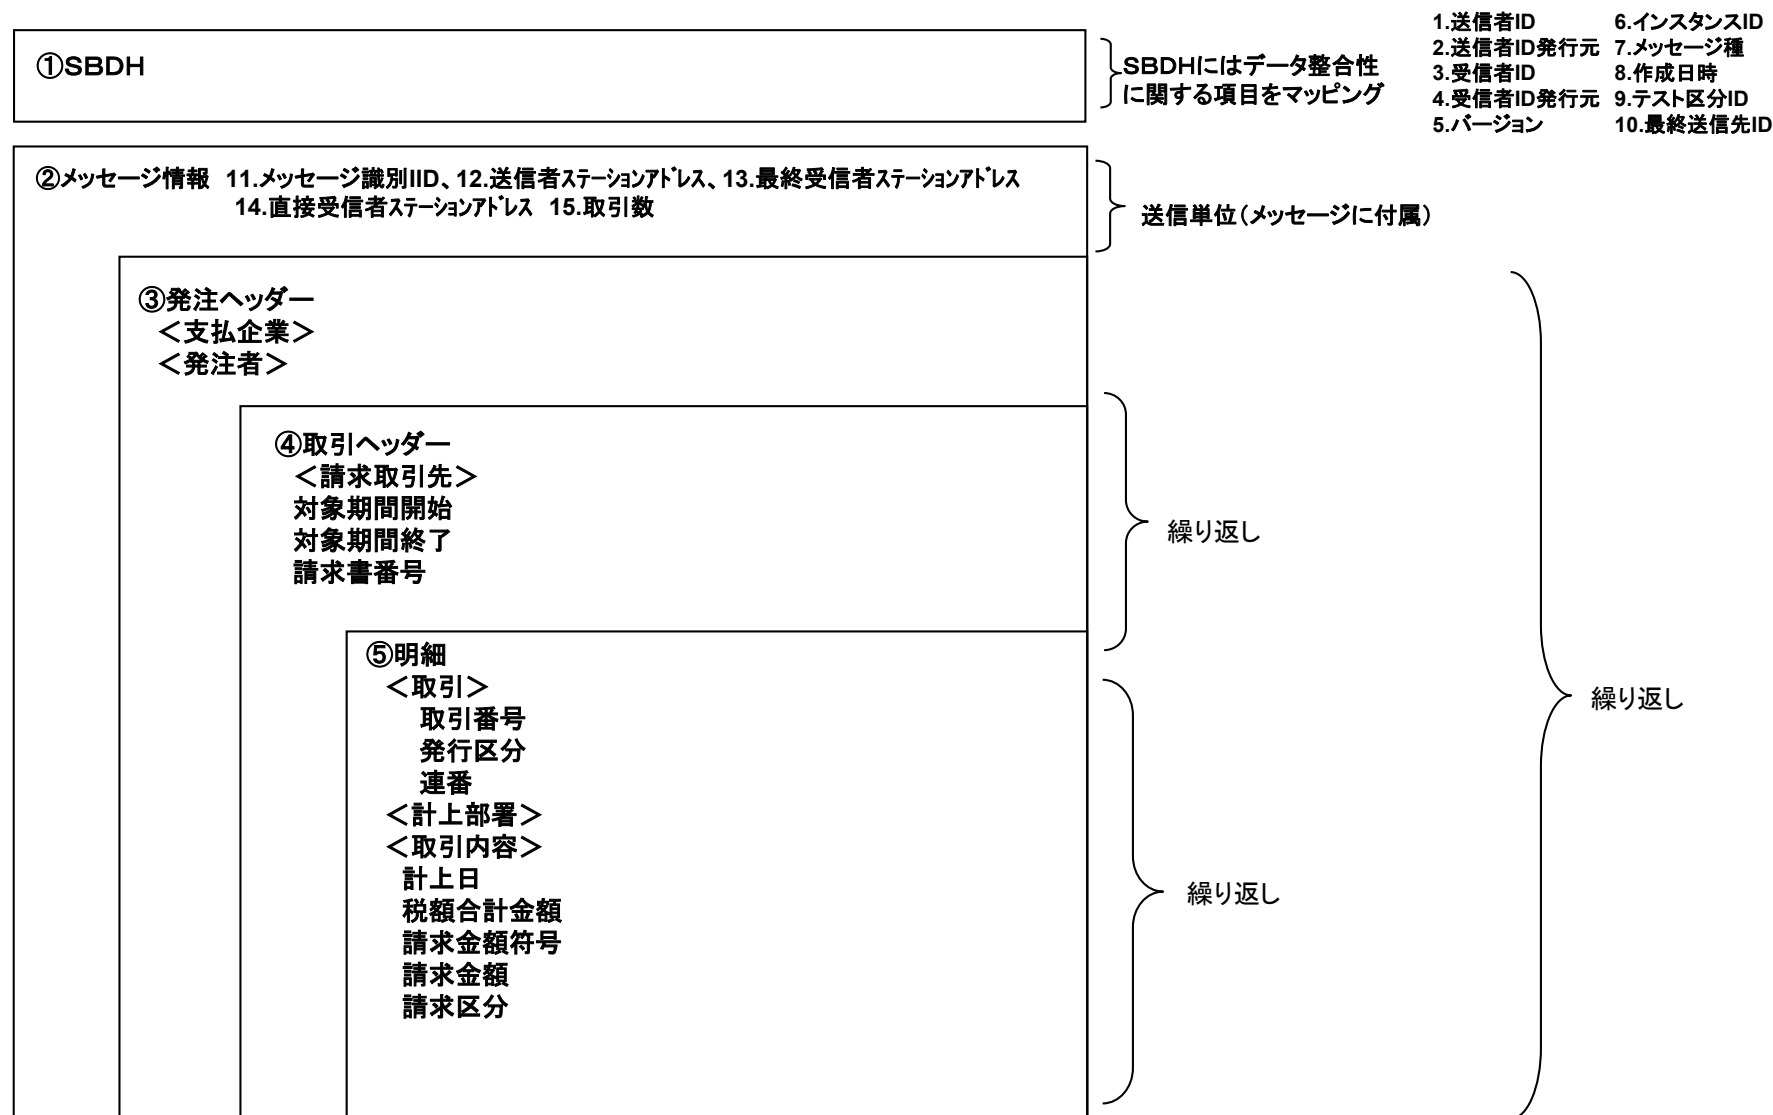 ①SBDH
SBDHにはデータ整合性
に関する項目をマッピング
1.送信者ID 6.インスタンスID
2.送信者ID発行元 7.メッセージ種
3.受信者ID 8.作成日時
4.受信者ID発行元 9.テスト区分ID
5.バージョン 10.最終送信先ID
②メッセージ情報 11.メッセージ識別IID、12.送信者ｽﾃｰｼｮﾝｱﾄﾞﾚｽ、13.最終受信者ｽﾃｰｼｮﾝｱﾄﾞﾚｽ
14.直接受信者ｽﾃｰｼｮﾝｱﾄﾞﾚｽ 15.取引数
送信単位（メッセージに付属）
③発注ヘッダー
＜支払企業＞
＜発注者＞
④取引ヘッダー
＜請求取引先＞
対象期間開始
対象期間終了
請求書番号
繰り返し
⑤明細
＜取引＞
取引番号
発行区分
連番
＜計上部署＞
＜取引内容＞
計上日
税額合計金額
請求金額符号
請求金額
請求区分
繰り返し
繰り返し